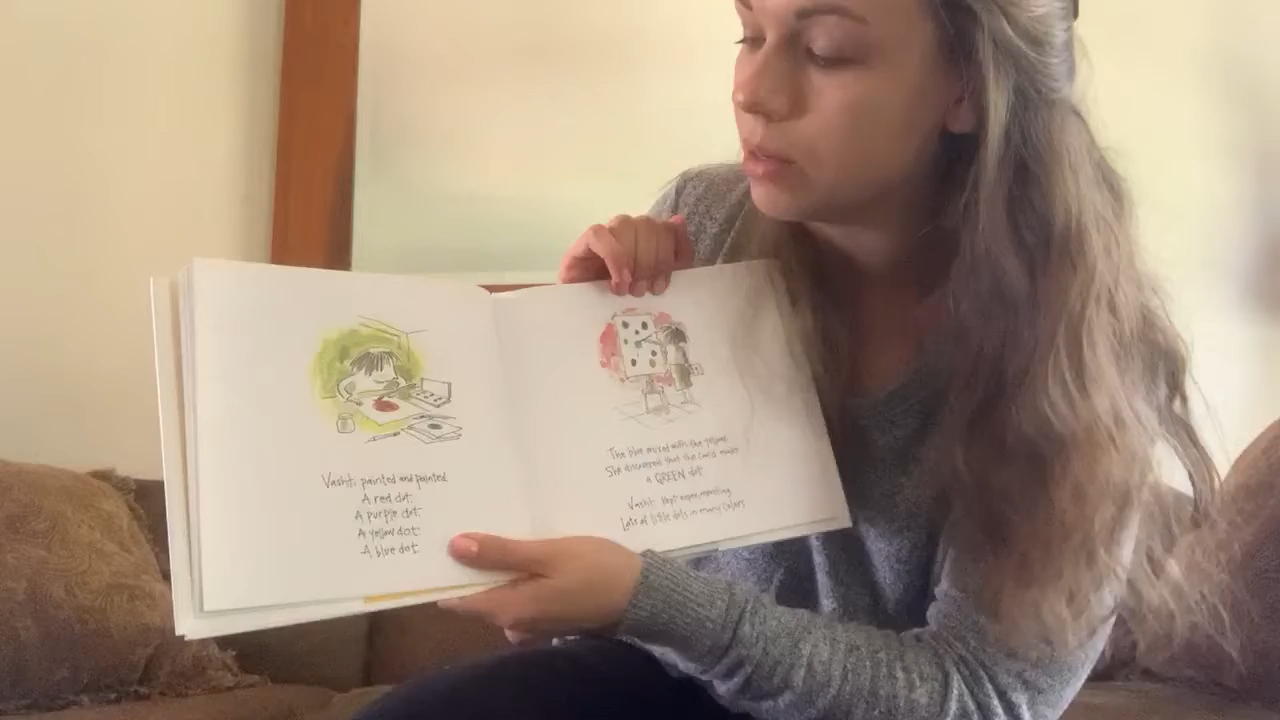 Vashti painted and painted.
A red dot.
A purple dot.
A yellow dot.
A blue dot.
The blue mixed with the yellow.
She discovered that she could make
a GREEN dot.
Vashti kept experimenting.
Lots of little dots in many colors.